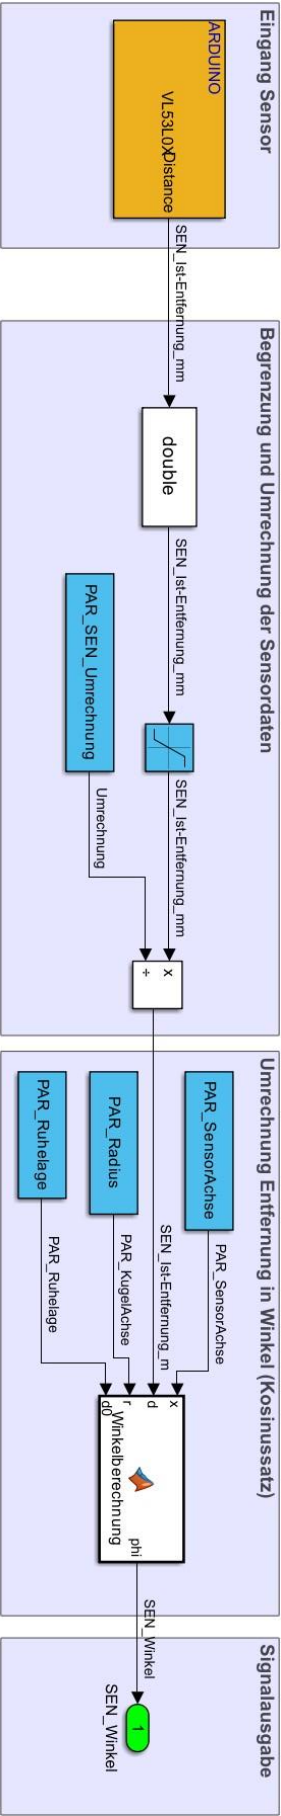 Eingang Sensor
ARDUINO
VL53L0X
Distance
SEN_Ist-Entfernung_mm
Begrenzung und Umrechnung der Sensordaten
double
SEN_Ist-Entfernung_mm
SEN_Ist-Entfernung_mm
PAR_SEN_Umrechnung
Umrechnung
x
÷
Umrechnung Entfernung in Winkel (Kosinussatz)
PAR_SensorAchse
PAR_SensorAchse
SEN_Ist-Entfernung_m
PAR_Radius
PAR_KugelAchse
PAR_Ruhelage
PAR_Ruhelage
x
d
r
d0
phi
Winkelberechnung
SEN_Winkel
Signalausgabe
1
SEN_Winkel